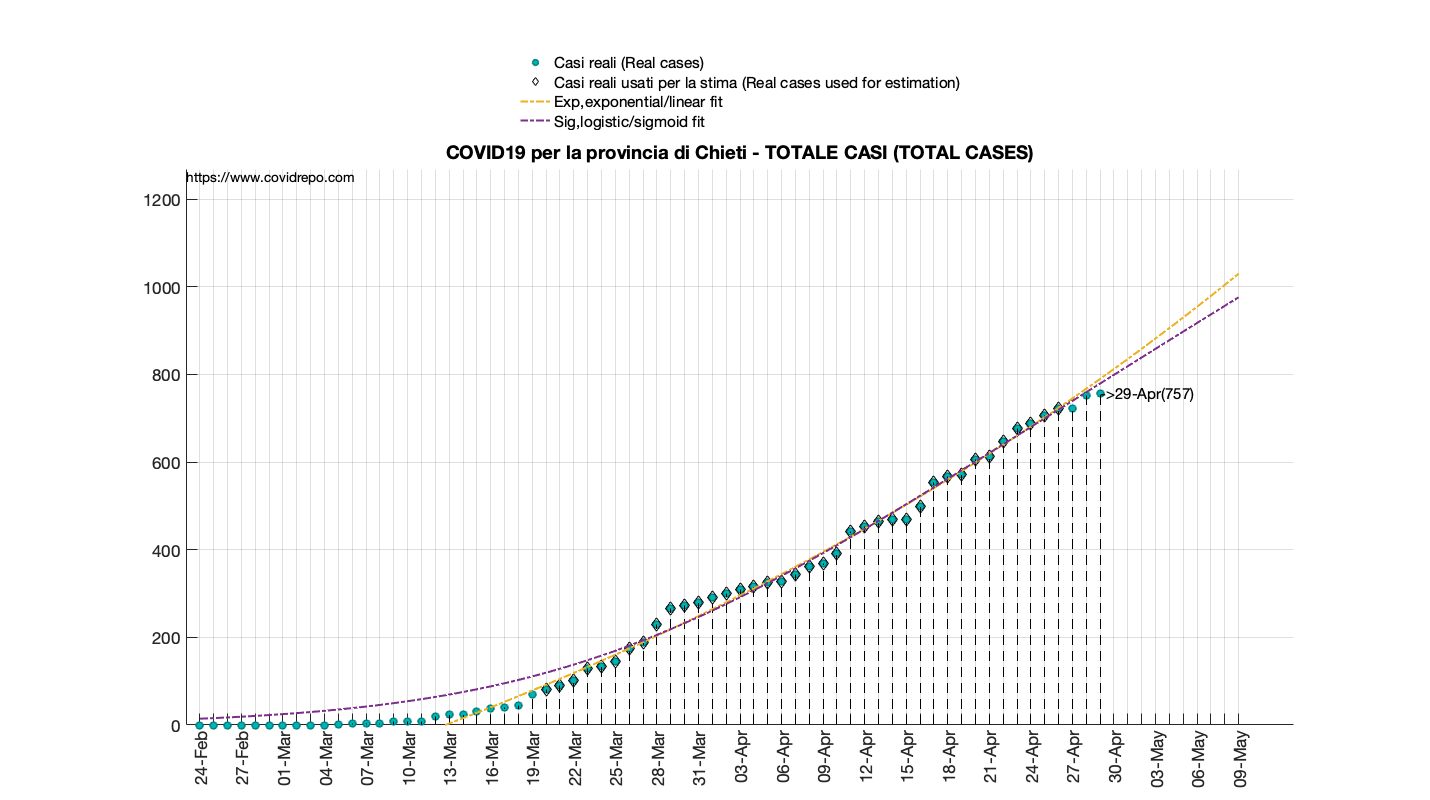 Casi reali (Real cases)
Casi reali usati per la stima (Real cases used for estimation)
Exp,exponential/linear fit
Sig,logistic/sigmoid fit
COVID19 per la provincia di Chieti - TOTALE CASI (TOTAL CASES)
https://www.covidrepo.com
1200
1000
800
600
400
200
0
>29-Apr(757)
24-Feb
27-Feb
01-Mar
04-Mar
07-Mar
10-Mar
13-Mar
16-Mar
19-Mar
22-Mar
25-Mar
28-Mar
31-Mar
03-Apr
06-Apr
09-Apr
12-Apr
15-Apr
18-Apr
21-Apr
24-Apr
27-Apr
30-Apr
03-May
06-May
09-May